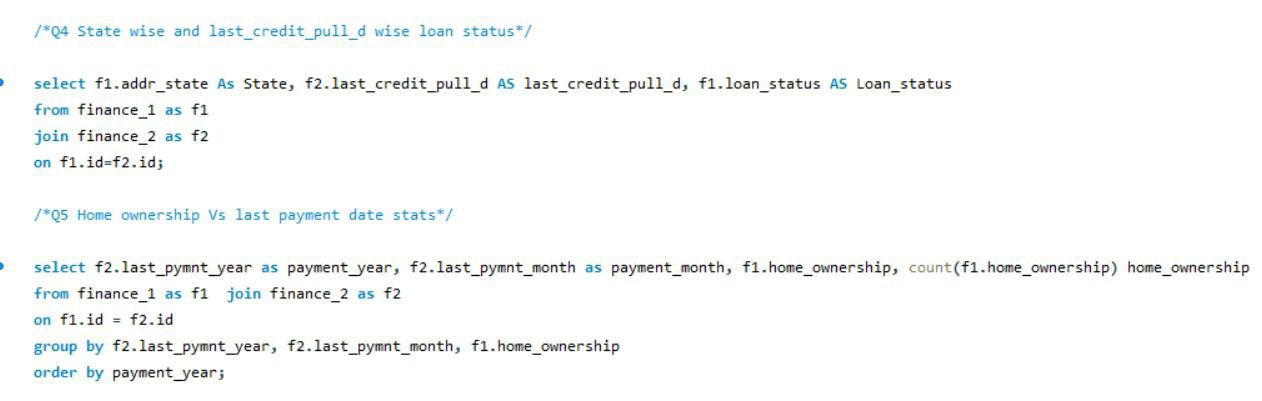 /*Q4 State wise and last_credit_pull_d wise loan status*/
select f1.addr_state As State, f2.last_credit_pull_d AS last_credit_pull_d, f1.loan_status AS Loan_status
from finance_1 as f1
join finance_2 as f2
on f1.id=f2.id;
/*Q5 Home ownership Vs last payment date stats*/
select f2.last_pymnt_year as payment_year, f2.last_pymnt_month as payment_month, f1.home_ownership, count(f1.home_ownership) home_ownership
from finance_1 as f1  join finance_2 as f2
on f1.id = f2.id
group by f2.last_pymnt_year, f2.last_pymnt_month, f1.home_ownership
order by payment_year;